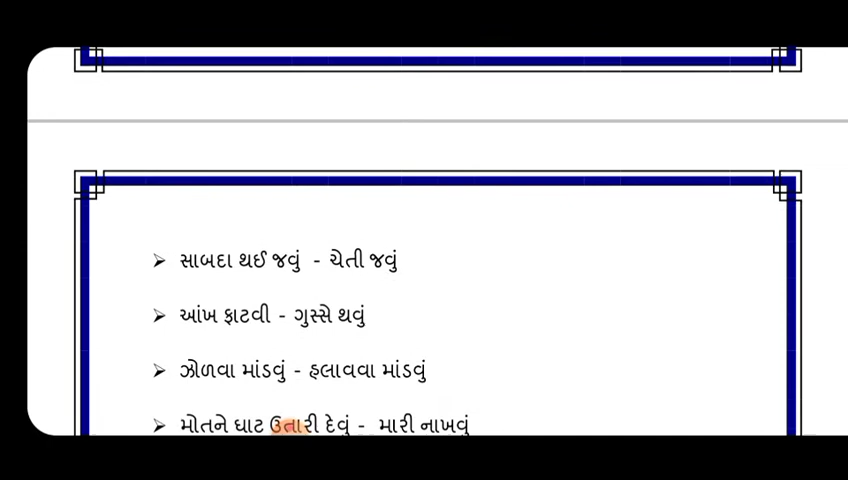 ➢ સાબદા થઈ જવું - ચેતી જવું
➢ આંખ ફાટવી - ગુસ્સે થવું
➢ ઝોળવા માંડવું - હલાવવા માંડવું
➢ મોતને ઘાટ ઉતારી દેવું - મારી નાખવું